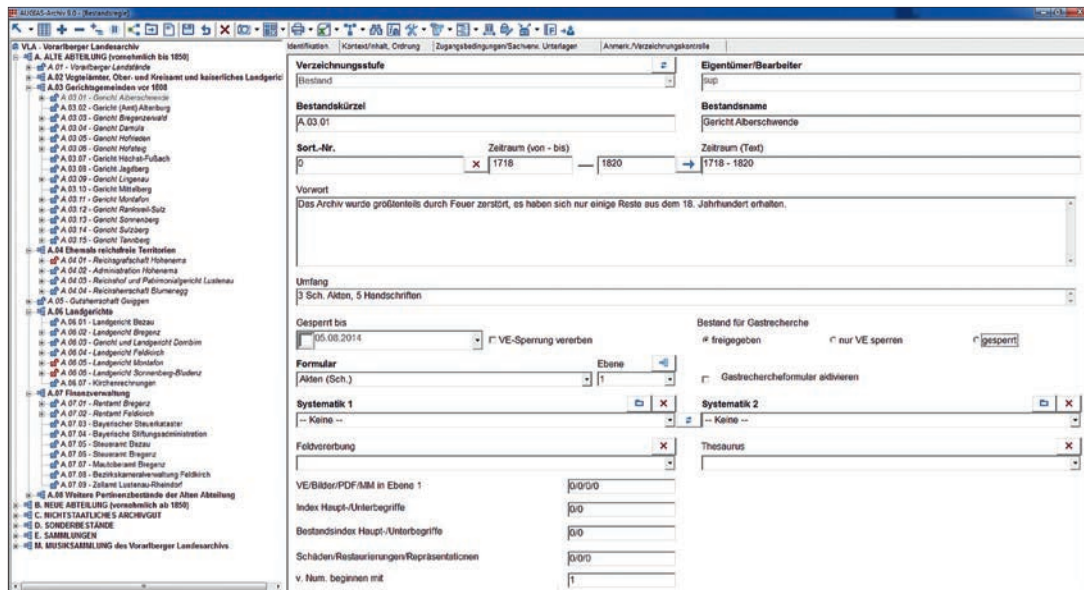 AUGIAS-Archiv 9.0 - [Bestandsregie]
VLA - Vorarlberger Landesarchiv
A. ALTE ABTEILUNG (vornehmlich bis 1850)
A.01 - Vorarlberger Landstände
A.02 Vogteiämter, Ober- und Kreisamt und kaiserliches Landgeric
A.03 Gerichtsgemeinden vor 1808
A.03.01 - Gericht Alberschwende
A.03.02 - Gericht (Amt) Altenburg
A.03.03 - Gericht Bregenzerwald
A.03.04 - Gericht Damüls
A.03.05 - Gericht Hofrieden
A.03.06 - Gericht Hofsteig
A.03.07 - Gericht Höchst-Fußach
A.03.08 - Gericht Jagdberg
A.03.09 - Gericht Lingenau
A.03.10 - Gericht Mittelberg
A.03.11 - Gericht Montafon
A.03.12 - Gericht Rankweil-Sulz
A.03.13 - Gericht Sonnenberg
A.03.14 - Gericht Sulzberg
A.03.15 - Gericht Tannberg
A.04 Ehemals reichsfreie Territorien
A.04.01 - Reichsgrafschaft Hohenems
A.04.02 - Administration Hohenems
A.04.03 - Reichshof und Patrimonialgericht Lustenau
A.04.04 - Reichsherrschaft Blumenegg
A.05 - Gutsherrschaft Gwiggen
A.06 Landgerichte
A.06.01 - Landgericht Bezau
A.06.02 - Landgericht Bregenz
A.06.03 - Gericht und Landgericht Dornbirn
A.06.04 - Landgericht Feldkirch
A.06.05 - Landgericht Montafon
A.06.06 - Landgericht Sonnenberg-Bludenz
A.06.07 - Kirchenrechnungen
A.07 Finanzverwaltung
A.07.01 - Rentamt Bregenz
A.07.02 - Rentamt Feldkirch
A.07.03 - Bayerischer Steuerkataster
A.07.04 - Bayerische Stiftungsadministration
A.07.05 - Steueramt Bezau
A.07.06 - Steueramt Bregenz
A.07.07 - Mautoberamt Bregenz
A.07.08 - Bezirkskameralverwaltung Feldkirch
A.07.09 - Zollamt Lustenau-Rheindorf
A.08 Weitere Pertinenzbestände der Alten Abteilung
B. NEUE ABTEILUNG (vornehmlich ab 1850)
C. NICHTSTAATLICHES ARCHIVGUT
D. SONDERBESTÄNDE
E. SAMMLUNGEN
M. MUSIKSAMMLUNG des Vorarlberger Landesarchivs
Identifikation Kontext/Inhalt, Ordnung Zugangsbedingungen/Sachverw. Unterlagen Anmerk./Verzeichnungskontrolle
Verzeichnungsstufe Eigentümer/Bearbeiter
Bestand sup
Bestandskürzel Bestandsname
A.03.01 Gericht Alberschwende
Sort.-Nr. Zeitraum (von - bis) Zeitraum (Text)
0 1718 1820 1718 - 1820
Vorwort
Das Archiv wurde größtenteils durch Feuer zerstört, es haben sich nur einige Reste aus dem 18. Jahrhundert erhalten.
Umfang
3 Sch. Akten, 5 Handschriften
Gesperrt bis Bestand für Gastrecherche
05.08.2014 VE-Sperrung vererben freigegeben nur VE sperren gesperrt
Formular Ebene
Akten (Sch.) 1 Gastrechercheformular aktivieren
Systematik 1 Systematik 2
-- Keine -- -- Keine --
Feldvererbung Thesaurus
VE/Bilder/PDF/MM in Ebene 1 0/0/0/0
Index Haupt-/Unterbegriffe 0/0
Bestandsindex Haupt-/Unterbegriffe 0/0
Schäden/Restaurierungen/Repräsentationen 0/0/0
v. Num. beginnen mit 1